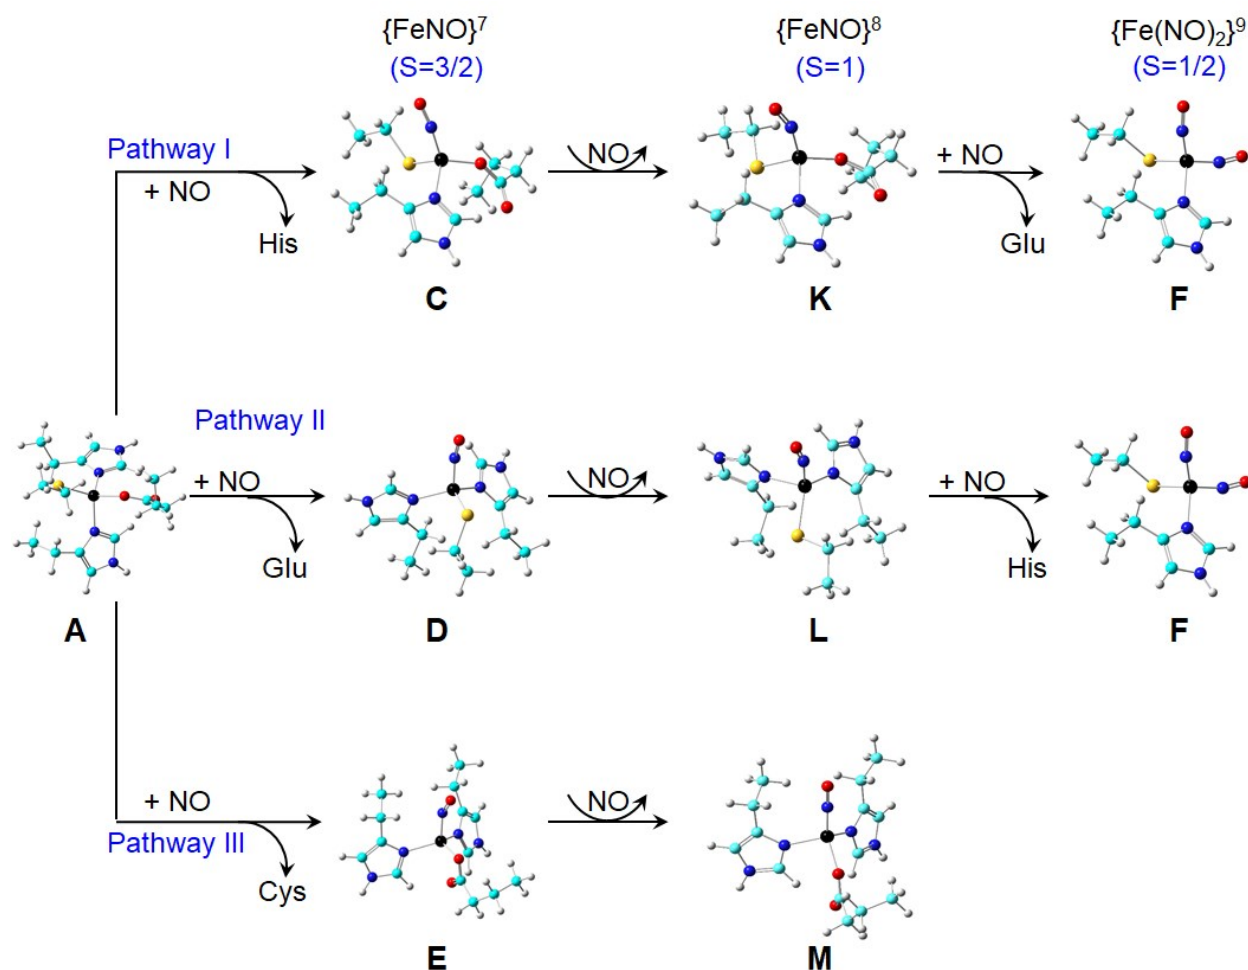 {FeNO}⁷ {FeNO}⁸ {Fe(NO)₂}⁹
(S=3/2) (S=1) (S=1/2)
Pathway I
+ NO NO + NO
His Glu
C K F
Pathway II
+ NO NO + NO
Glu His
A D L F
+ NO NO
Pathway III
Cys
E M